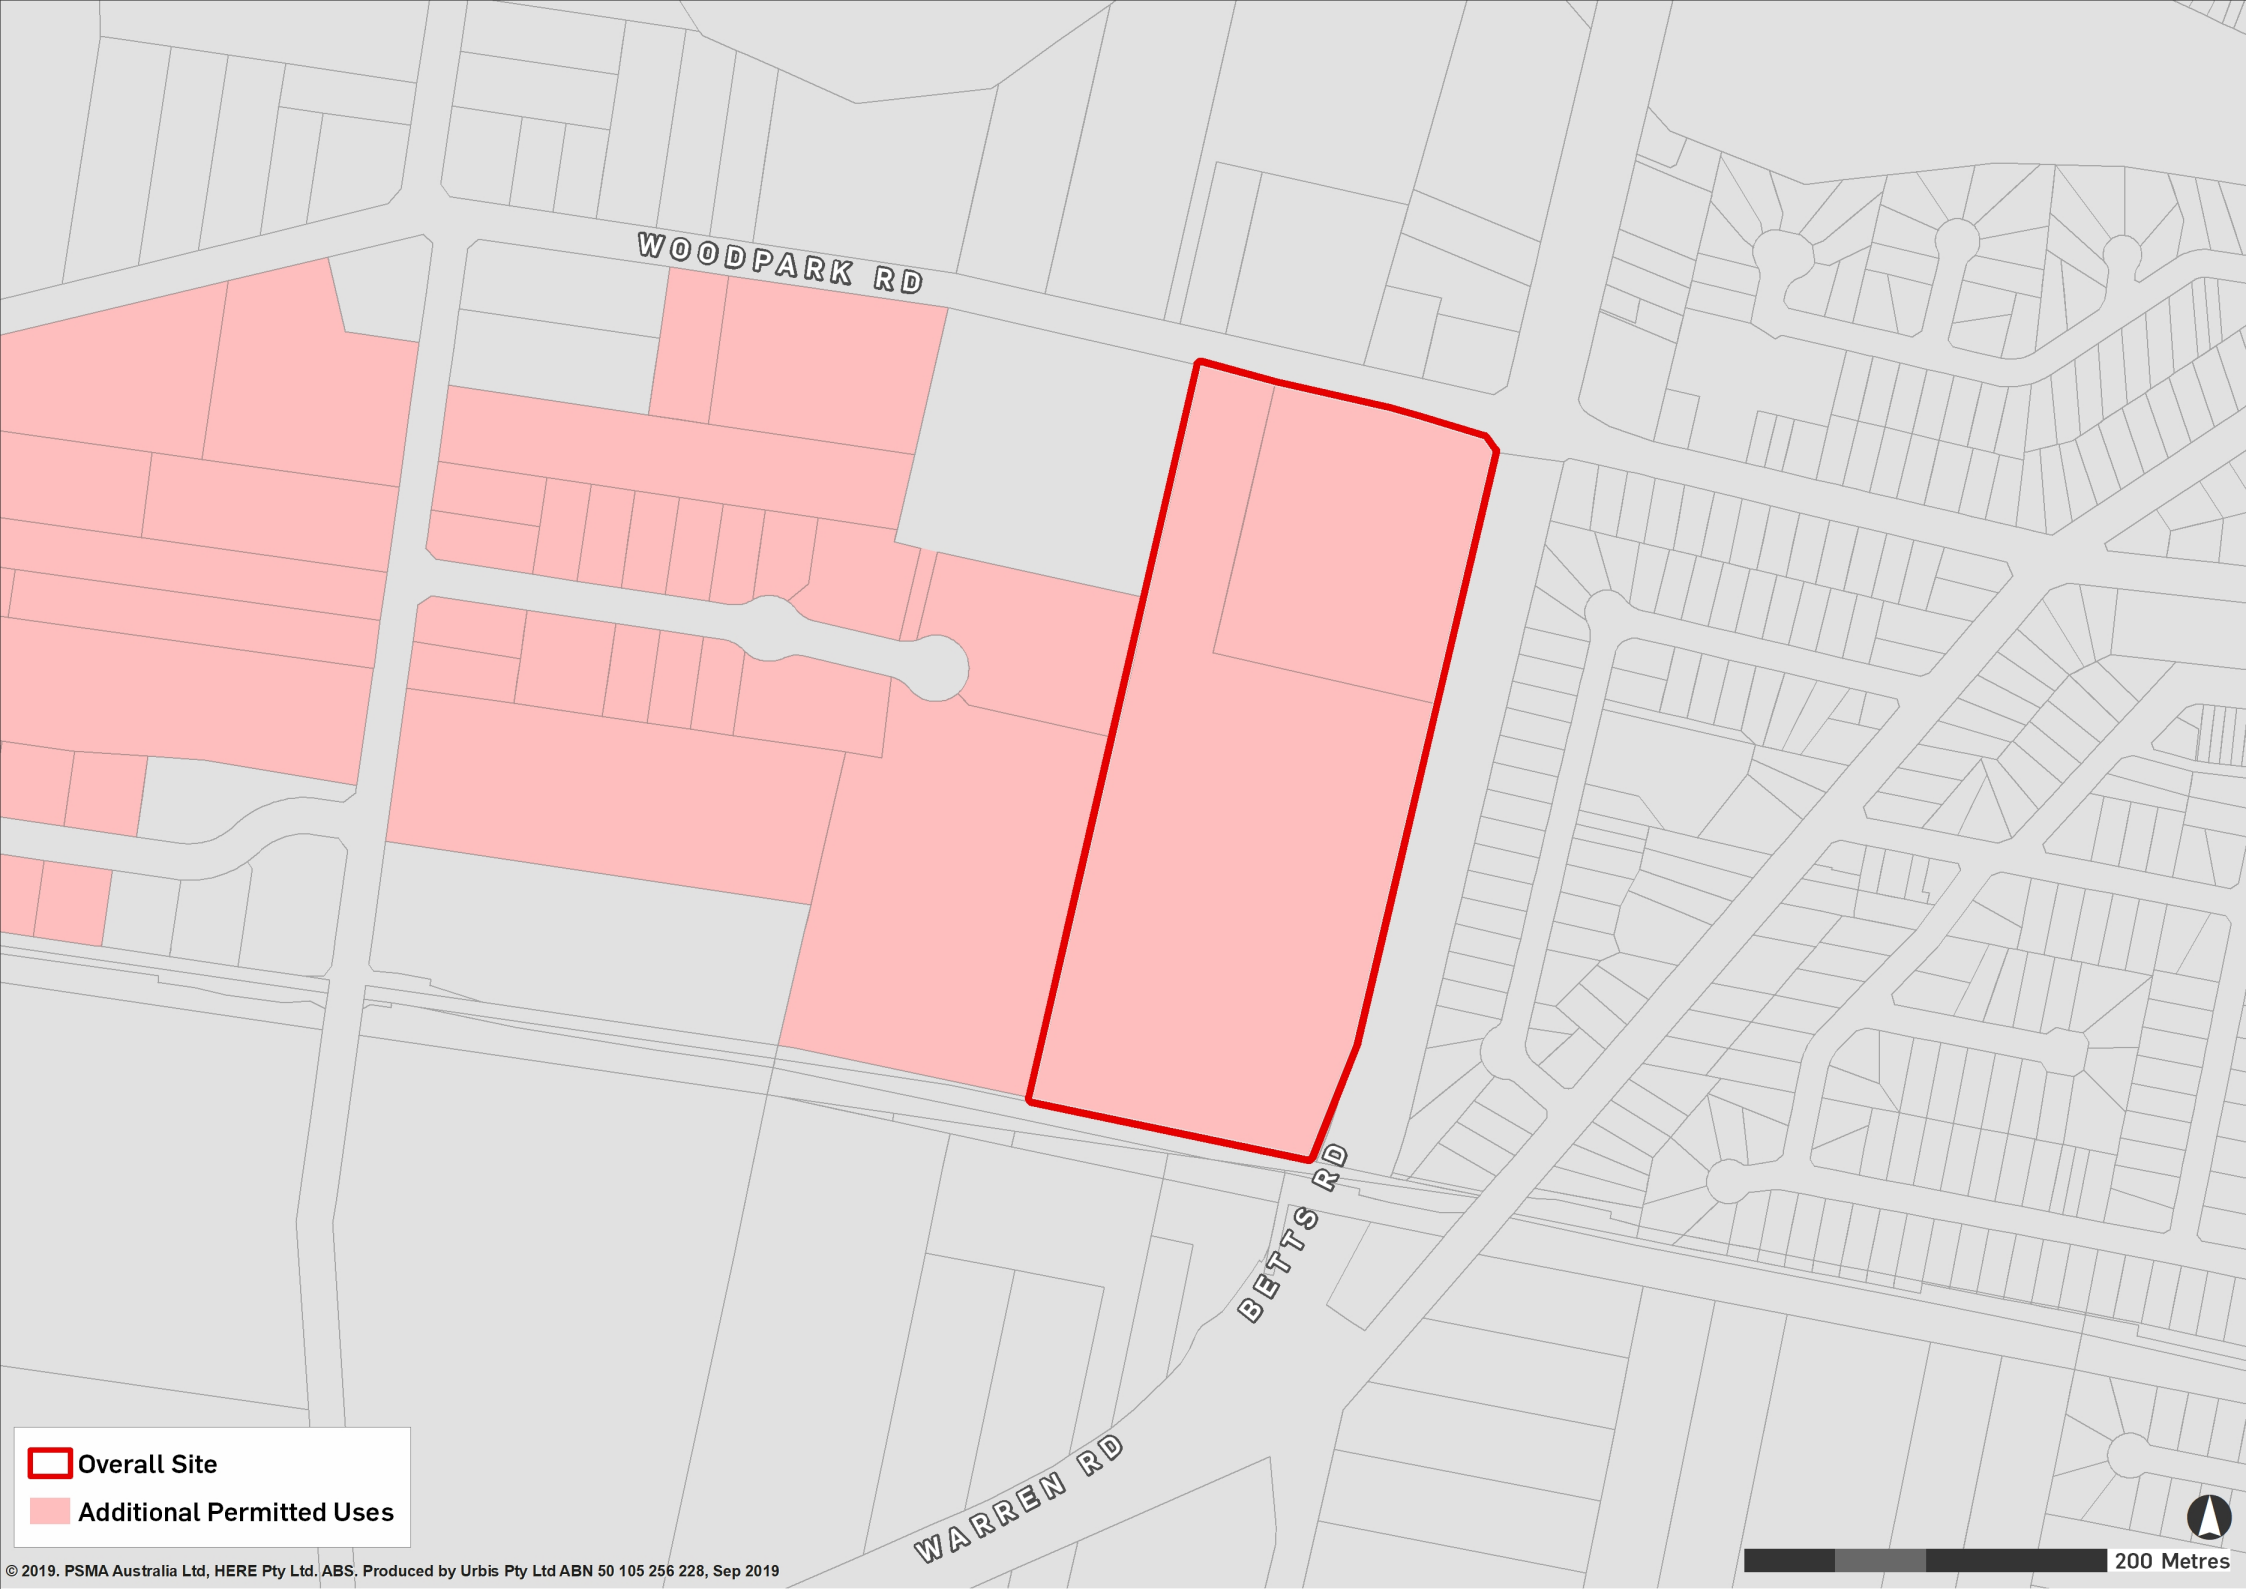 WOODPARK RD
BETTS RD
WARREN RD
Overall Site
Additional Permitted Uses
200 Metres
© 2019. PSMA Australia Ltd, HERE Pty Ltd. ABS. Produced by Urbis Pty Ltd ABN 50 105 256 228, Sep 2019